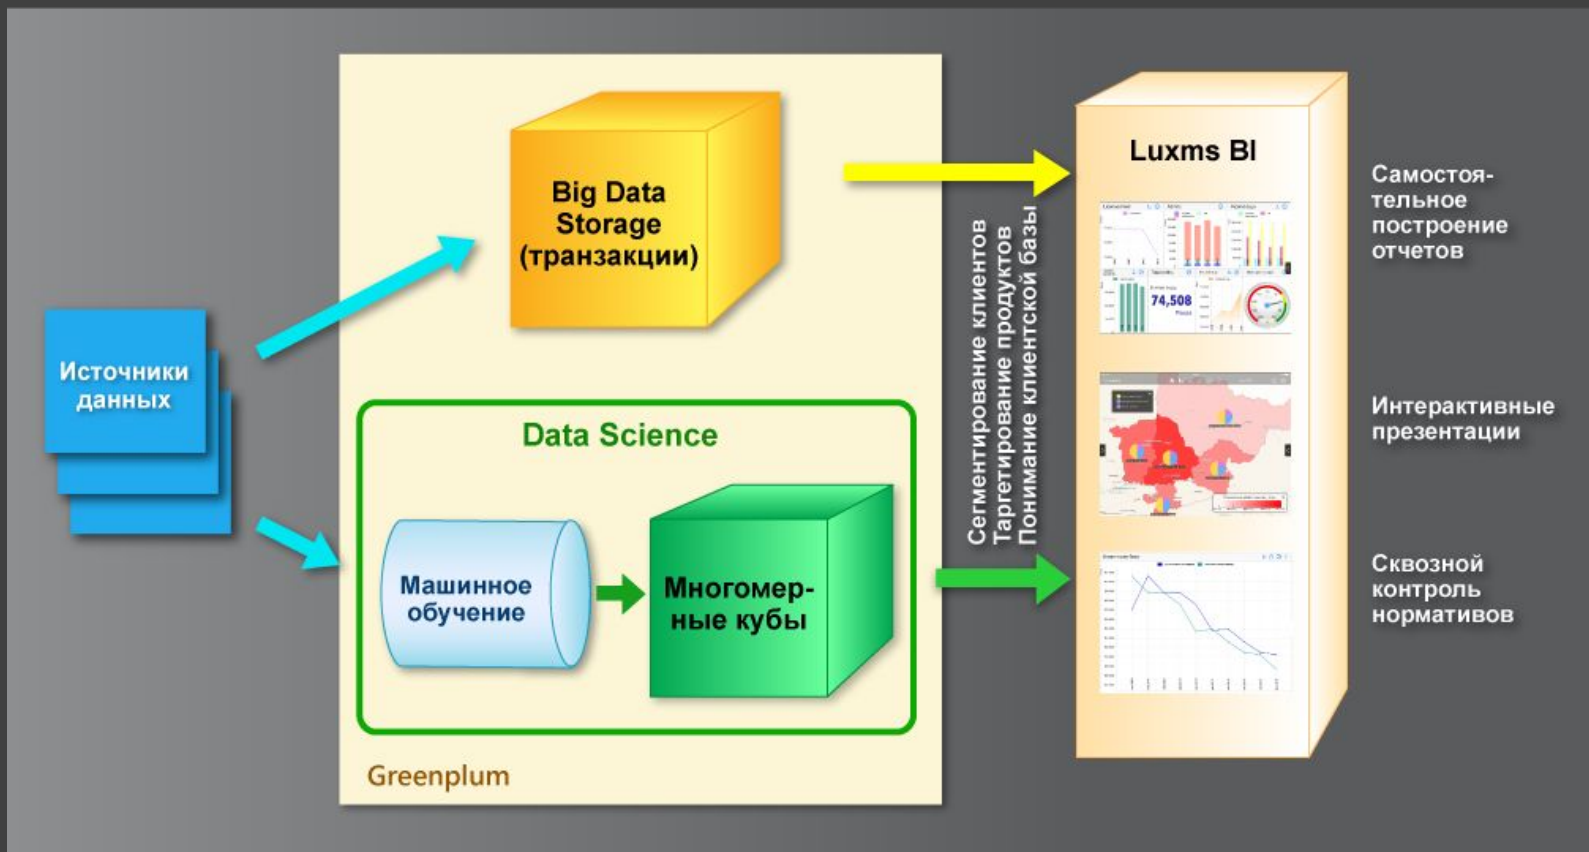 Источники
данных
Big Data
Storage
(транзакции)
Data Science
Машинное
обучение
Многомер-
ные кубы
Greenplum
Сегментирование клиентов
Таргетирование продуктов
Понимание клиентской базы
Luxms BI
74,508
Самостоя-
тельное
построение
отчетов
Интерактивные
презентации
Сквозной
контроль
нормативов